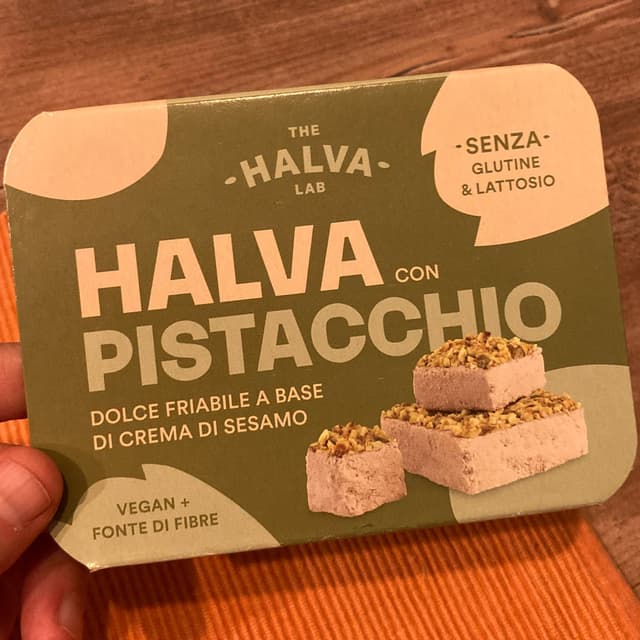 THE
-HALVA-
LAB
-SENZA-
GLUTINE
& LATTOSIO
HALVA CON
PISTACCHIO
DOLCE FRIABILE A BASE
DI CREMA DI SESAMO
VEGAN +
FONTE DI FIBRE